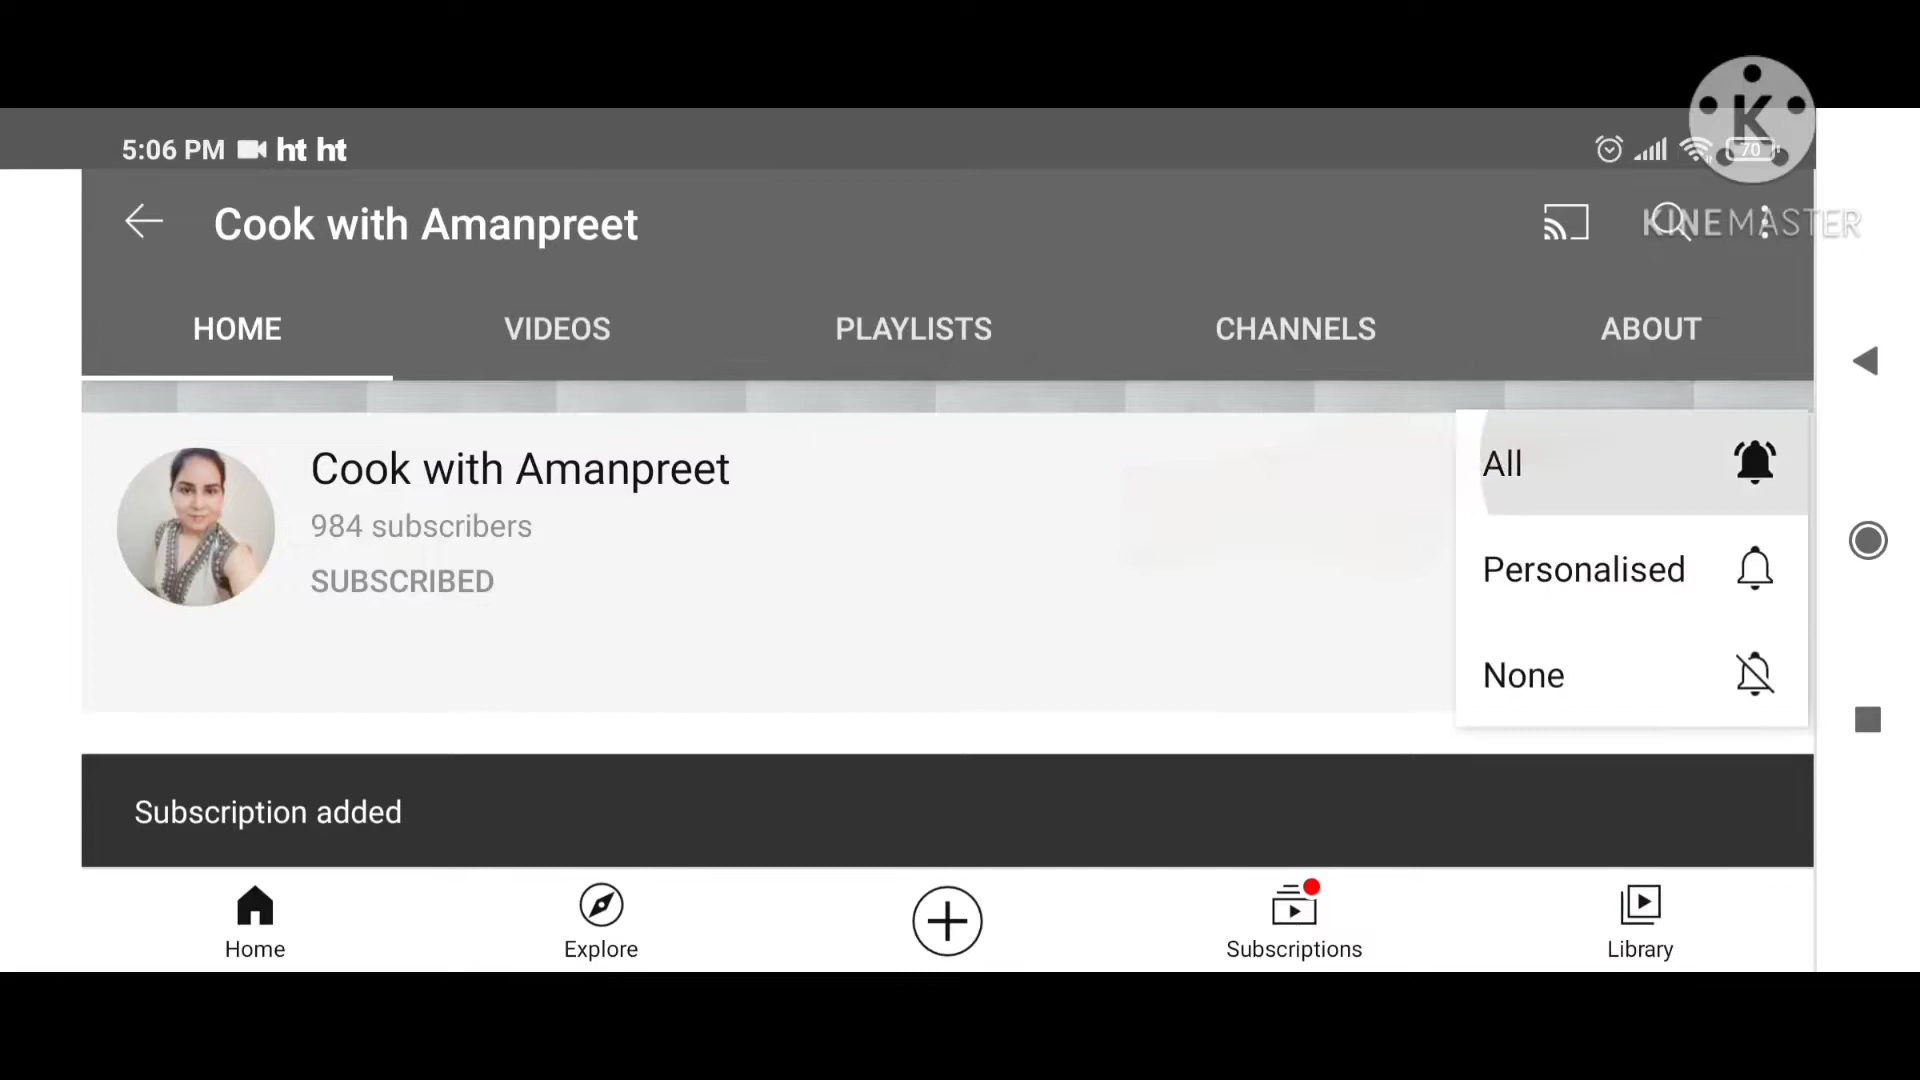 5:06 PM ht ht
70
K
KINEMASTER
Cook with Amanpreet
HOME VIDEOS PLAYLISTS CHANNELS ABOUT
Cook with Amanpreet
984 subscribers
SUBSCRIBED
All
Personalised
None
Subscription added
Home Explore Subscriptions Library